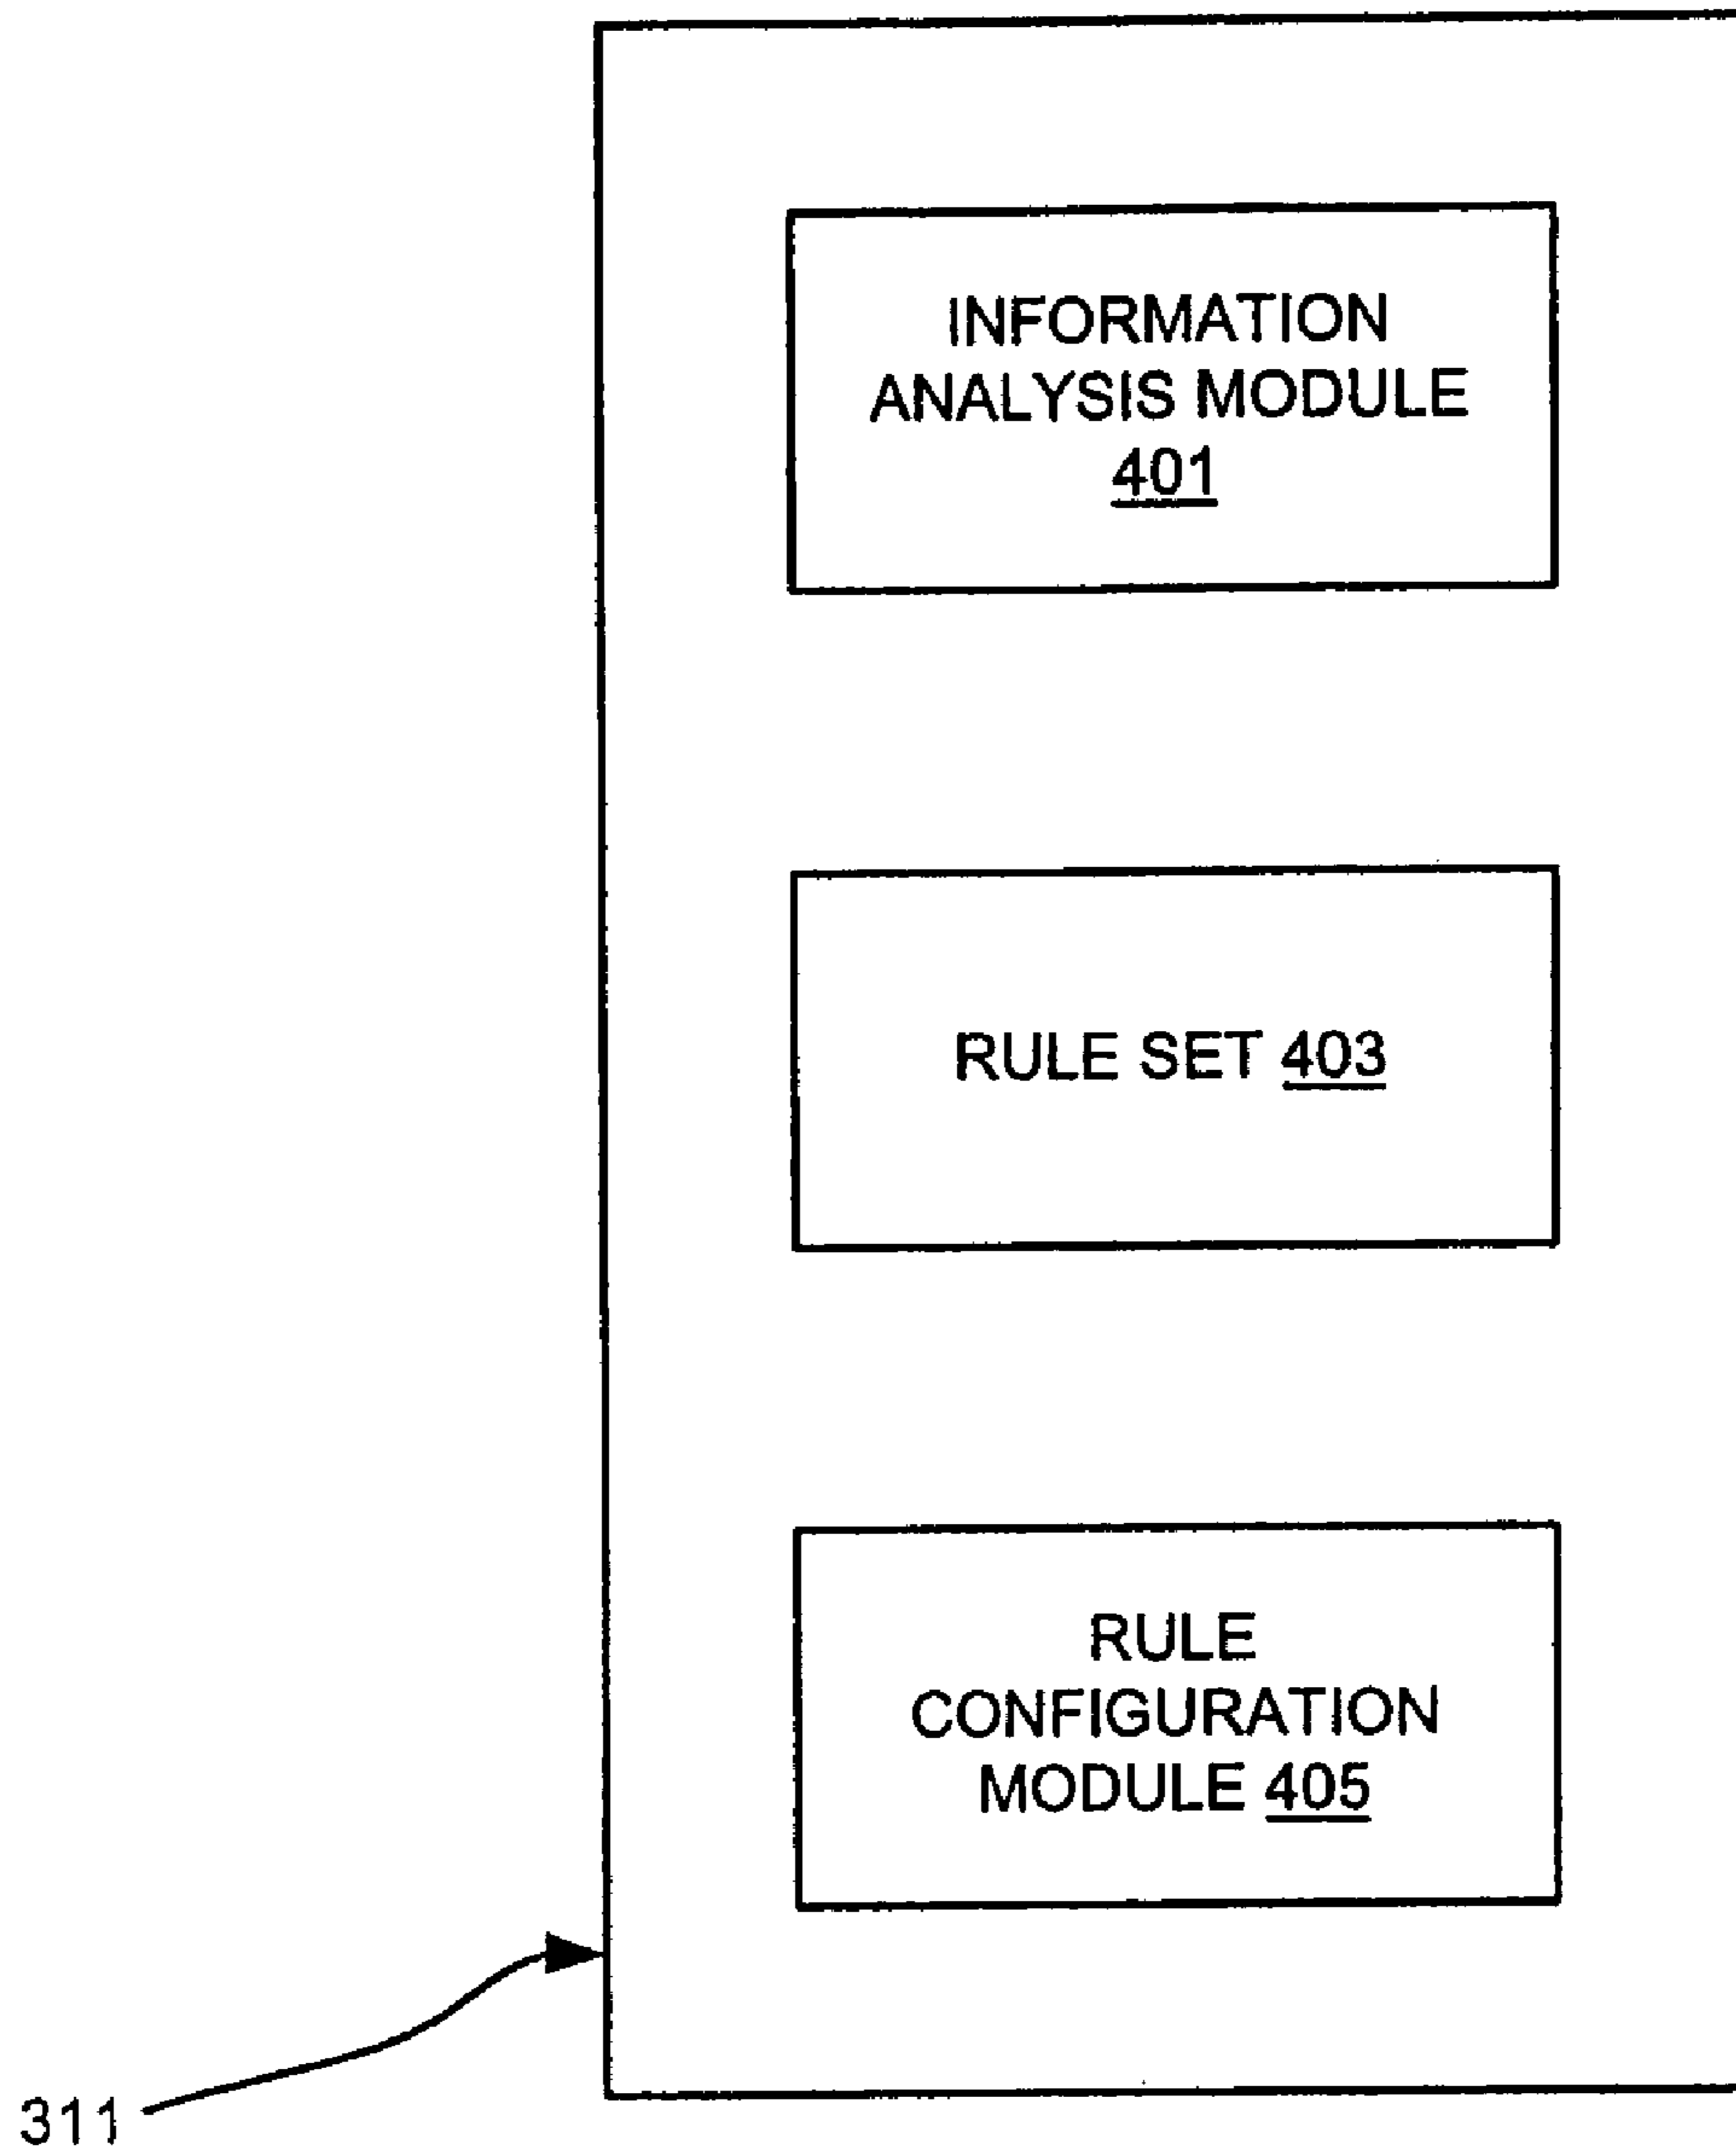 INFORMATION
ANALYSIS MODULE
401
RULE SET 403
RULE
CONFIGURATION
MODULE 405
311